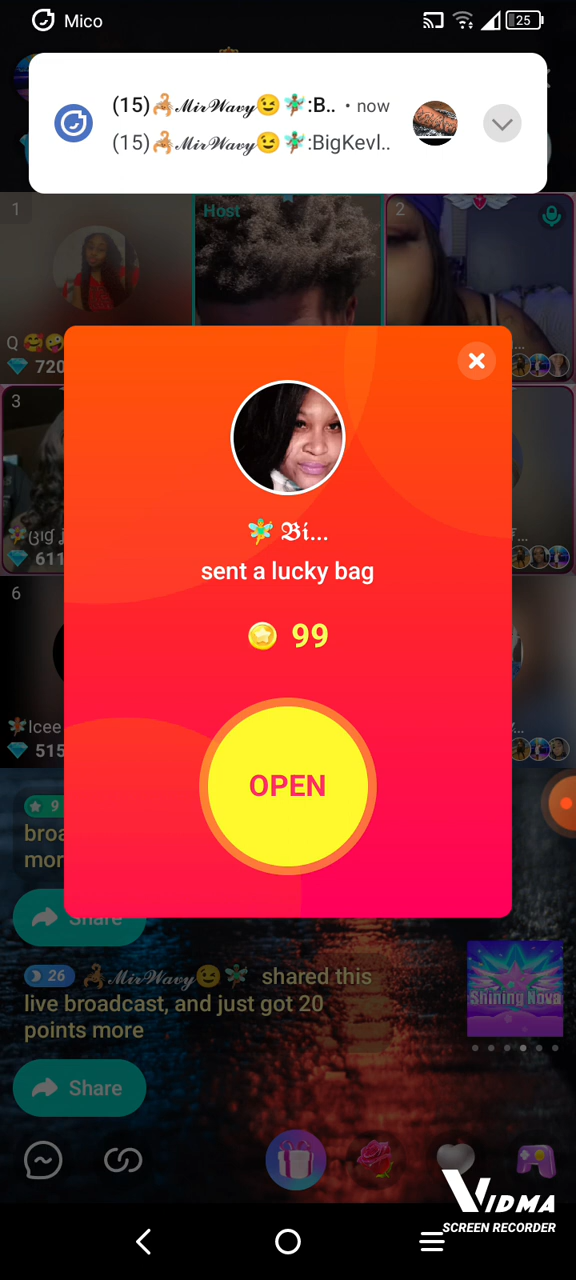 Mico
25
(15)🦂𝓜𝓲𝓻𝓦𝓪𝓿𝔂😉🧚‍♂️:B.. • now
(15)🦂𝓜𝓲𝓻𝓦𝓪𝓿𝔂😉🧚‍♂️:BigKevl..
1
Host
2
Q 🥰🤪
720
3
611
6
🧚‍♂️Icee
515
🧚‍♂️ 𝕭𝖎...
sent a lucky bag
99
OPEN
9
broa
mor
Share
26 🦂𝓜𝓲𝓻𝓦𝓪𝓿𝔂😉🧚‍♂️ shared this
live broadcast, and just got 20
points more
Shining Nova
Share
VIDMA
SCREEN RECORDER